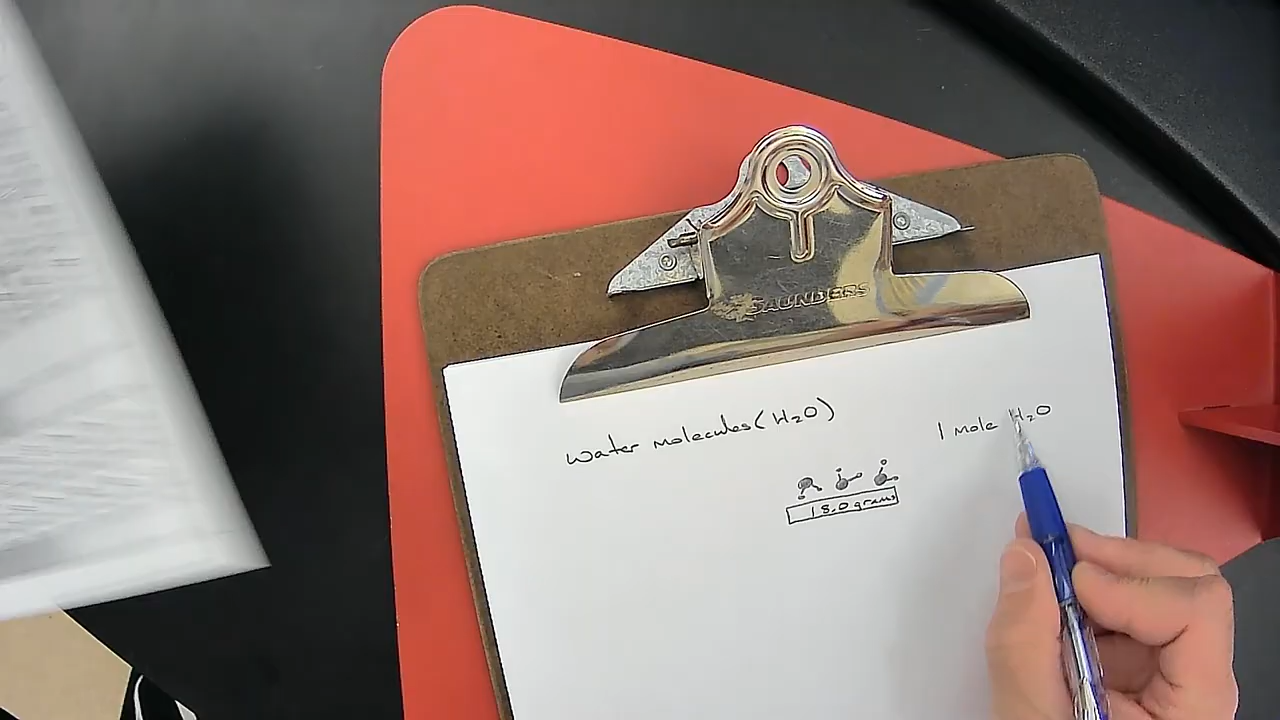 SAUNDERS
Water molecules (H₂O)
1 mole H₂O
18.0 grams